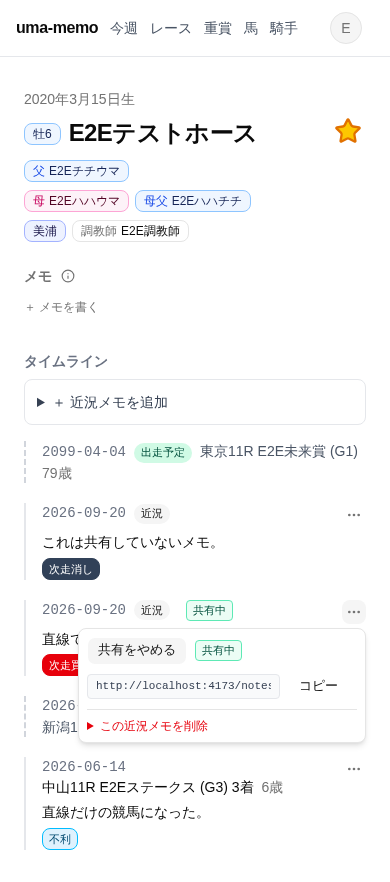 uma-memo 今週 レース 重賞 馬 騎手 E
2020年3月15日生
牡6 E2Eテストホース
父 E2Eチチウマ
母 E2Eハハウマ 母父 E2Eハハチチ
美浦 調教師 E2E調教師
メモ
＋ メモを書く
タイムライン
＋ 近況メモを追加
2099-04-04 出走予定 東京11R E2E未来賞 (G1)
79歳
2026-09-20 近況
これは共有していないメモ。
次走消し
2026-09-20 近況 共有中
直線
次走
共有をやめる 共有中
http://localhost:4173/notes
コピー
この近況メモを削除
2026-
新潟1
2026-06-14
中山11R E2Eステークス (G3) 3着 6歳
直線だけの競馬になった。
不利